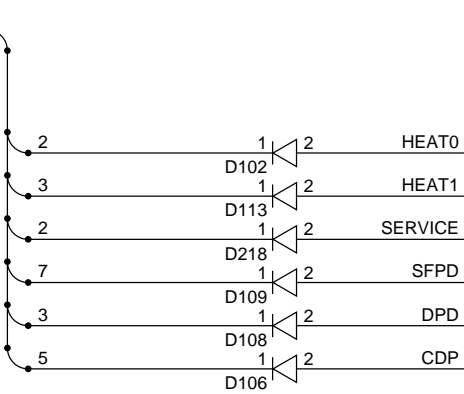 2 1 2 HEAT0
D102
3 1 2 HEAT1
D113
2 1 2 SERVICE
D218
7 1 2 SFPD
D109
3 1 2 DPD
D108
5 1 2 CDP
D106